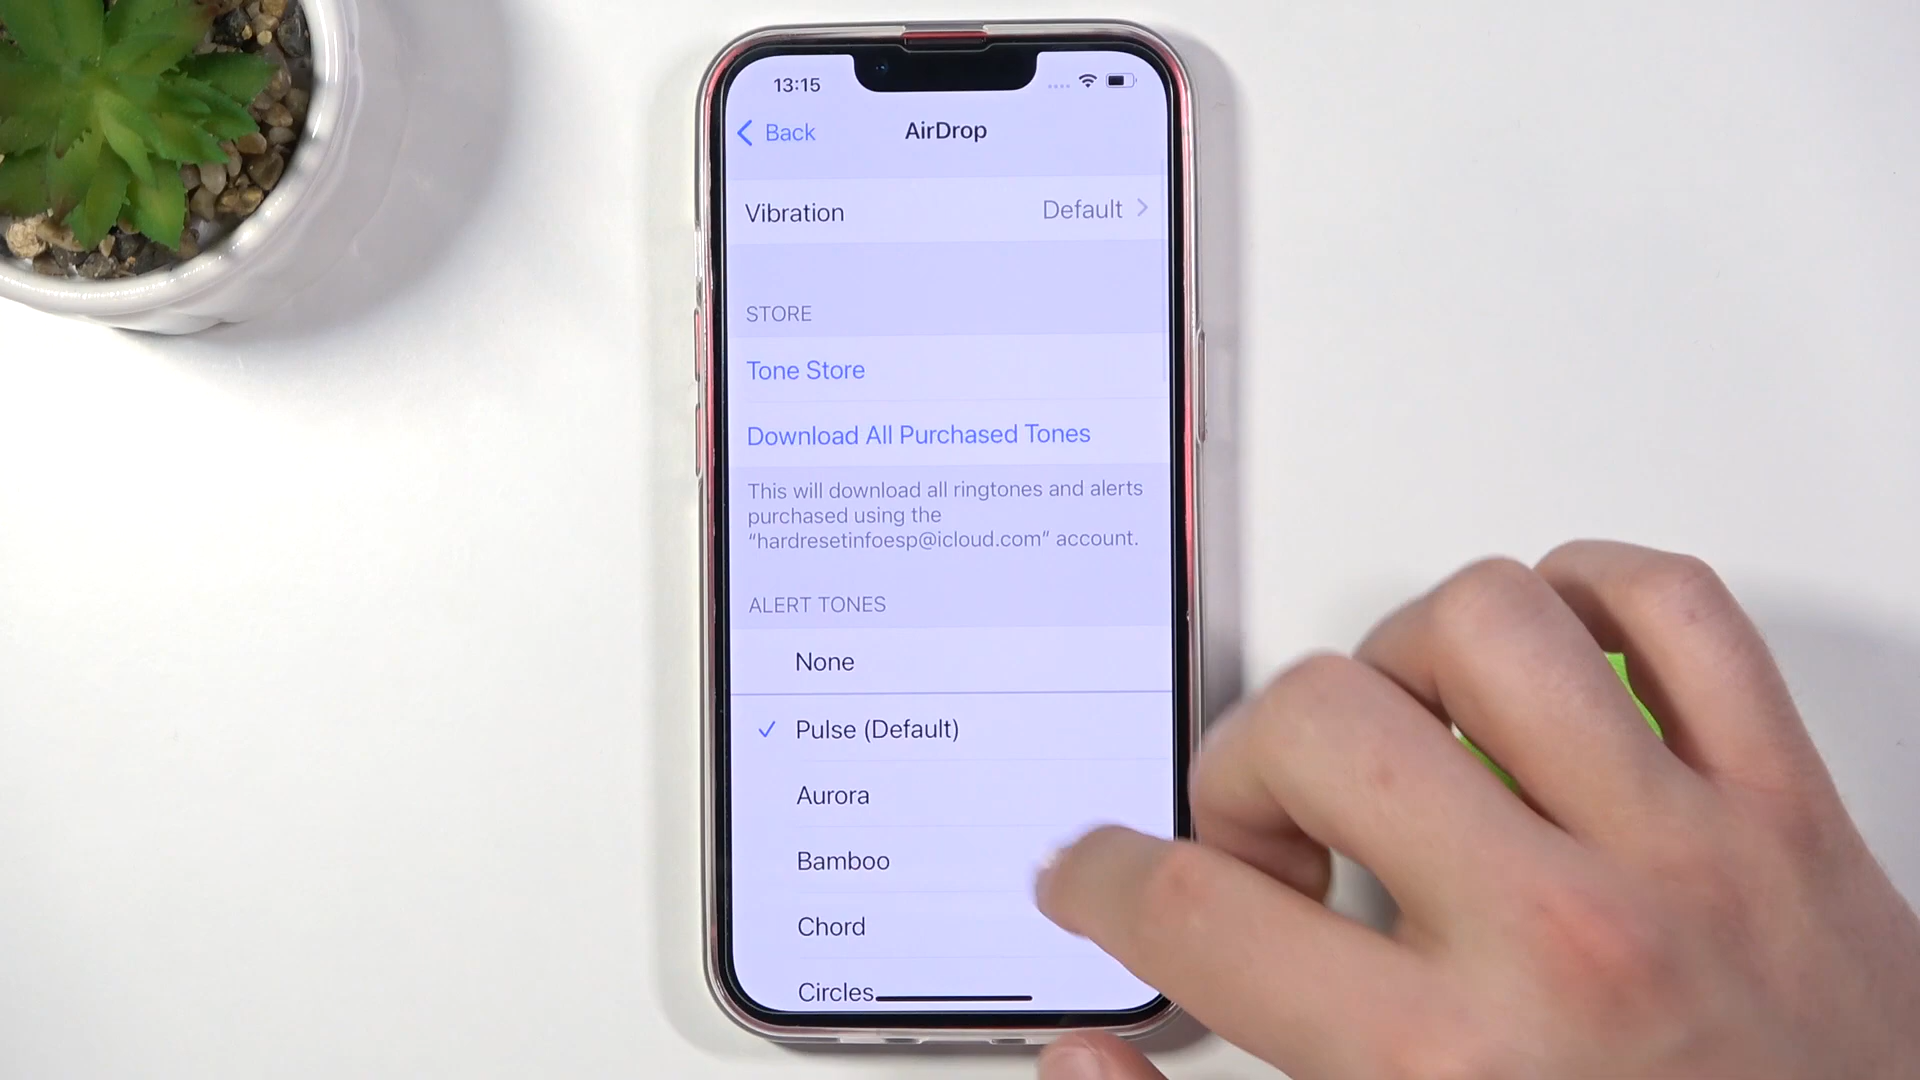 13:15
Back
AirDrop
Vibration
Default
STORE
Tone Store
Download All Purchased Tones
This will download all ringtones and alerts
purchased using the
“hardresetinfoesp@icloud.com” account.
ALERT TONES
None
Pulse (Default)
Aurora
Bamboo
Chord
Circles